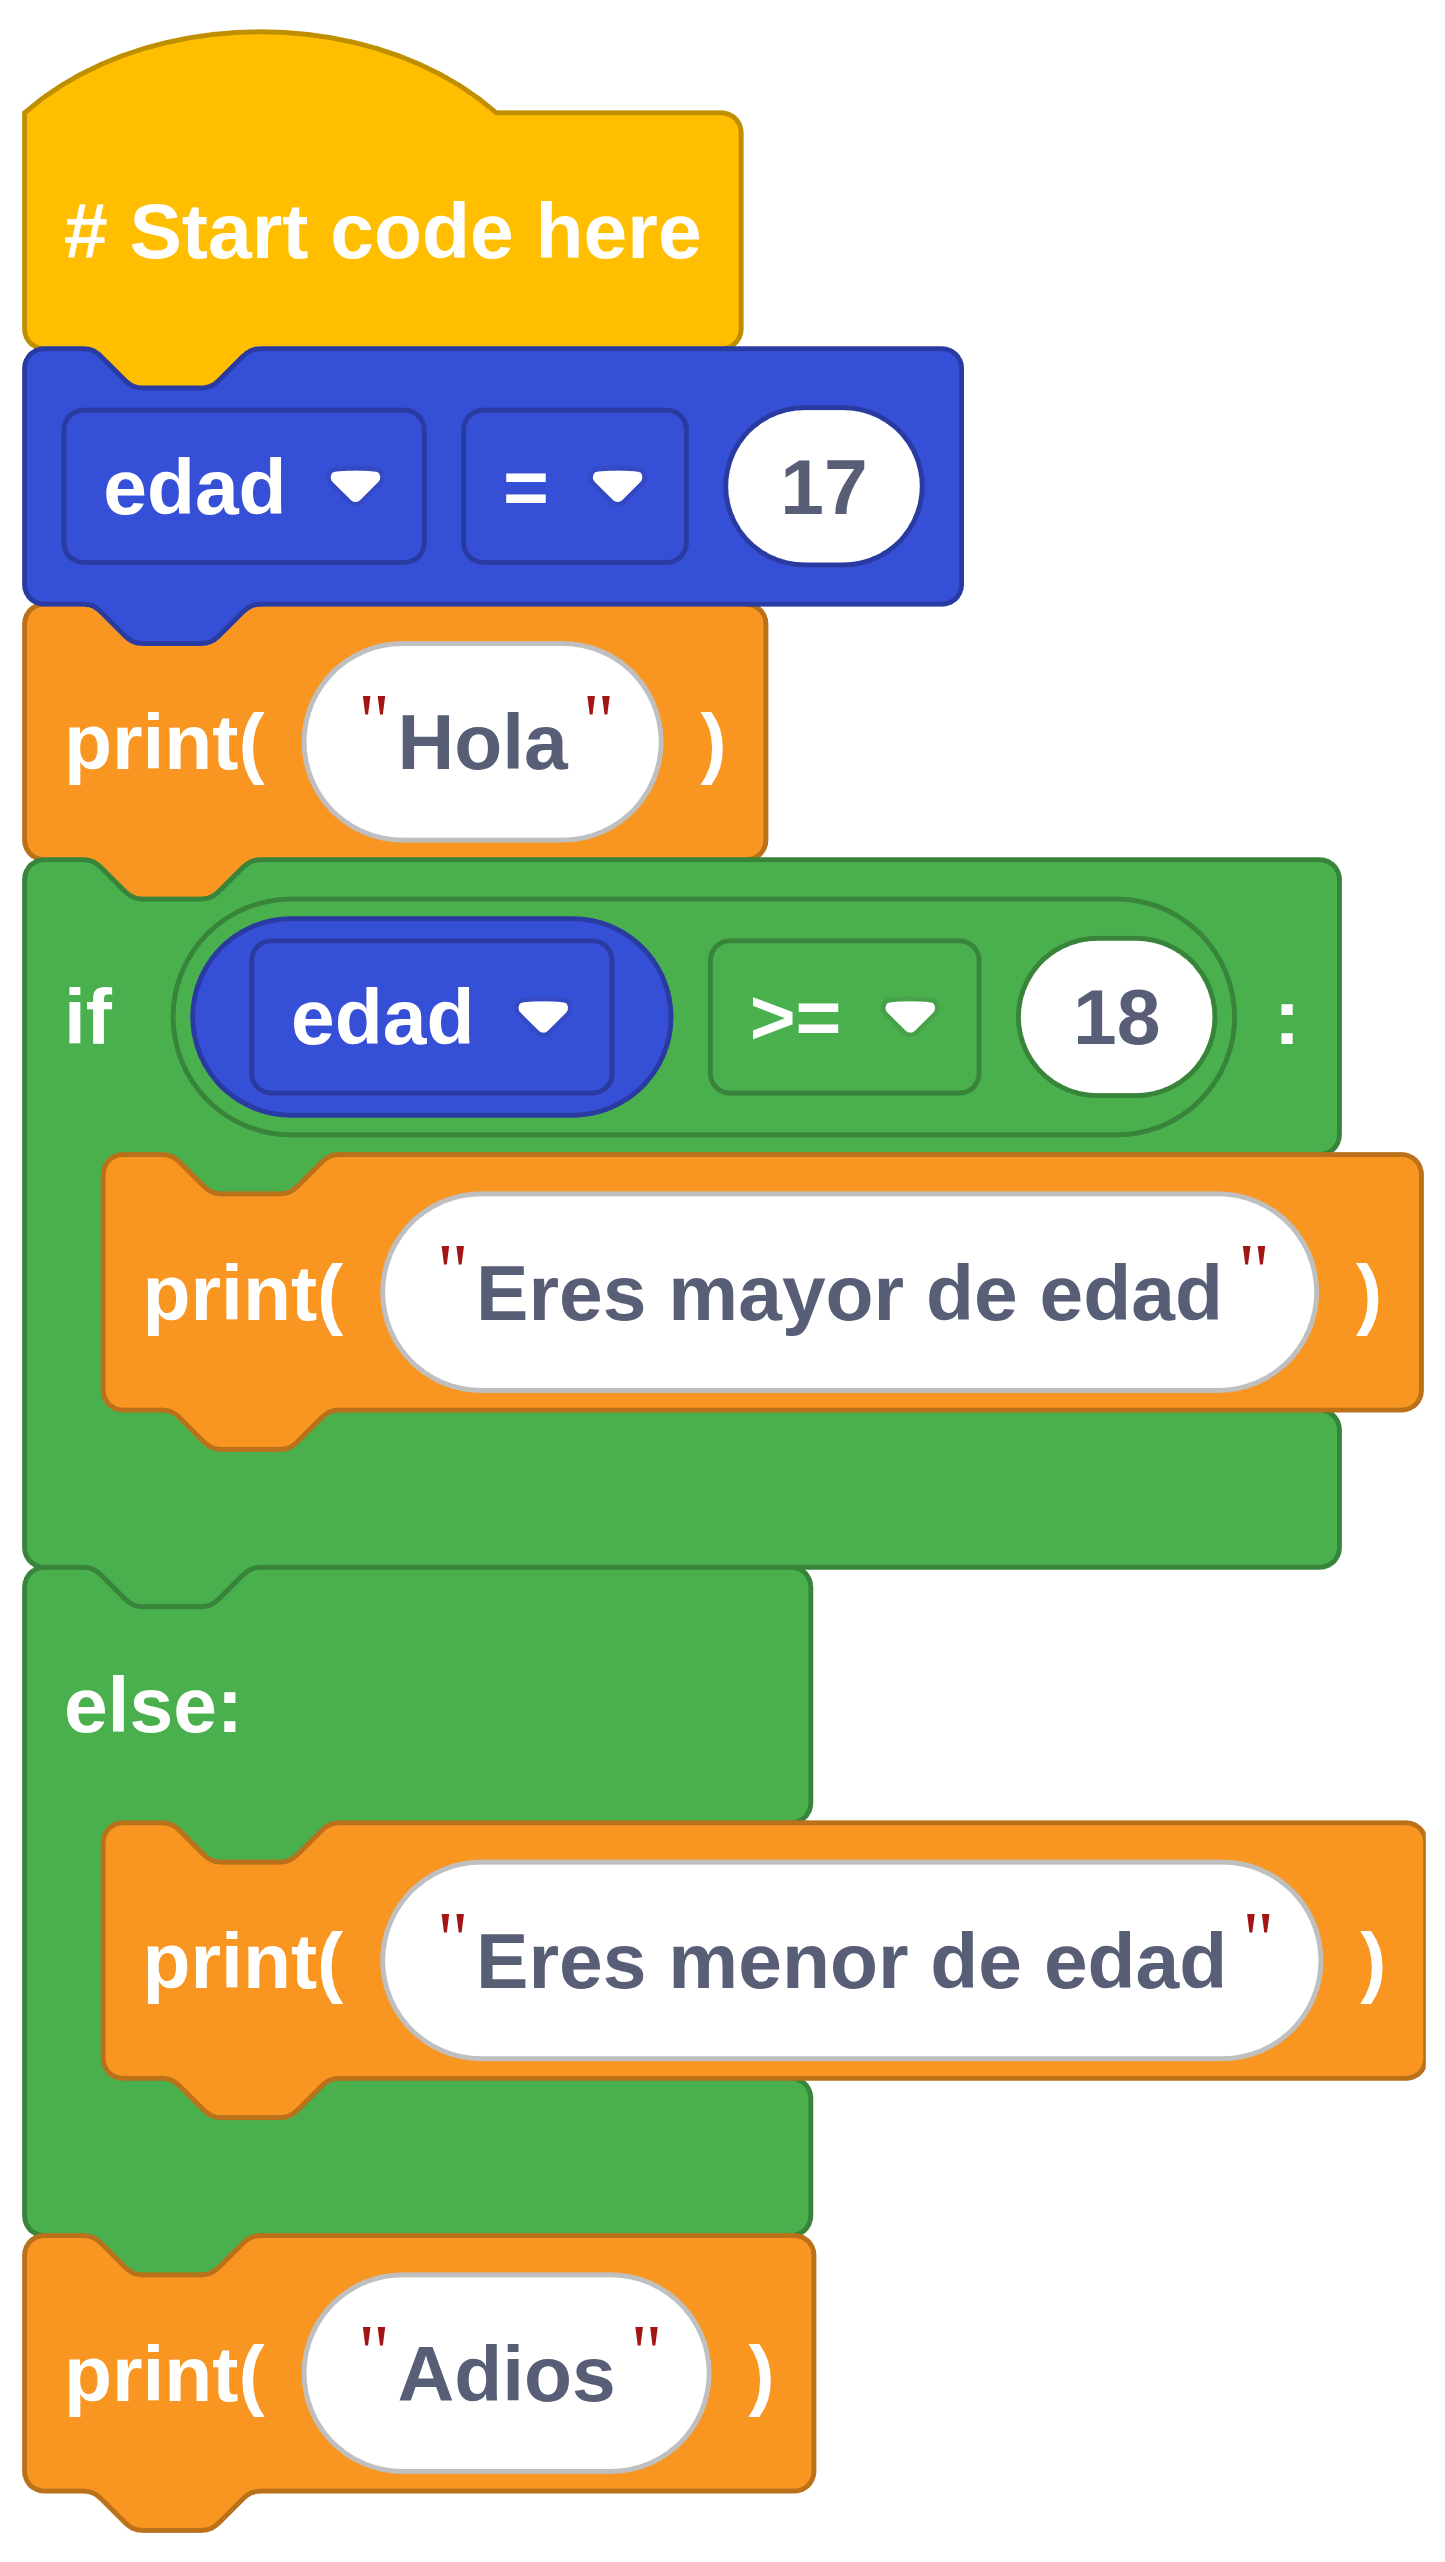 # Start code here
edad = 17
print( "Hola" )
if edad >= 18 :
print( "Eres mayor de edad" )
else:
print( "Eres menor de edad" )
print( "Adios" )